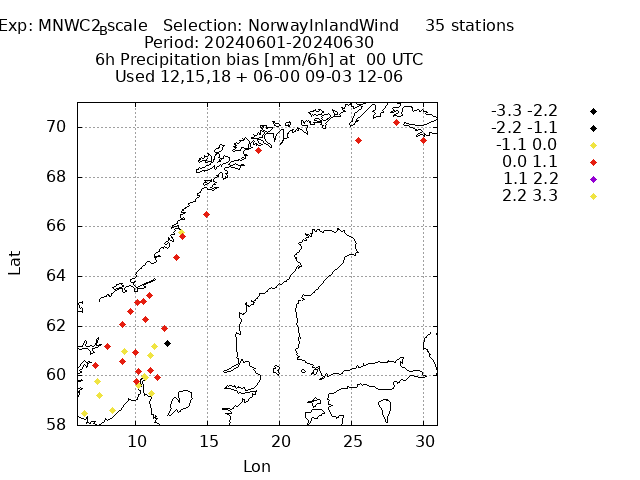 Exp: MNWC2_Bscale   Selection: NorwayInlandWind     35 stations
Period: 20240601-20240630
6h Precipitation bias [mm/6h] at  00 UTC
Used 12,15,18 + 06-00 09-03 12-06
-3.3 -2.2
-2.2 -1.1
-1.1 0.0
0.0 1.1
1.1 2.2
2.2 3.3
70
68
66
64
62
60
58
Lat
10 15 20 25 30
Lon